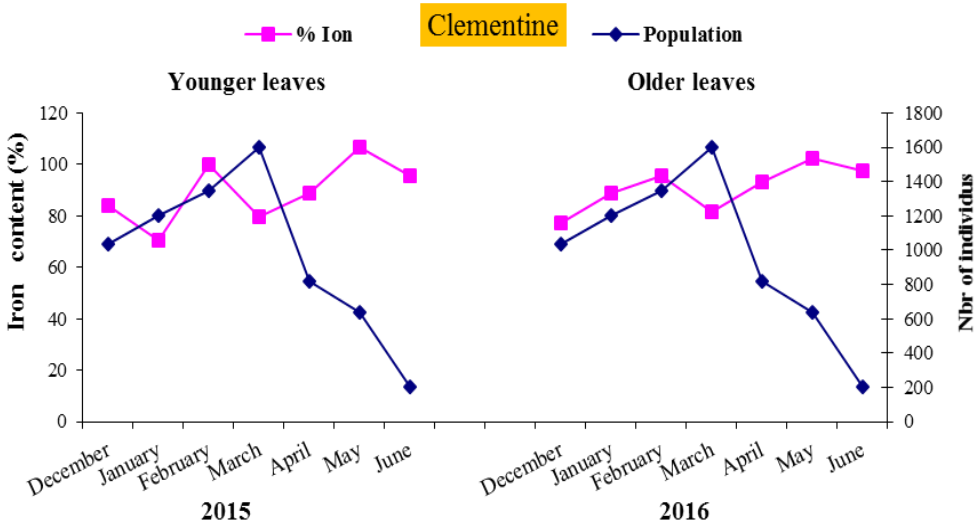 Clementine
% Ion
Population
Younger leaves
Older leaves
Iron content (%)
120
100
80
60
40
20
0
1800
1600
1400
1200
1000
800
600
400
200
0
Nbr of individus
December
January
February
March
April
May
June
December
January
February
March
April
May
June
2015
2016